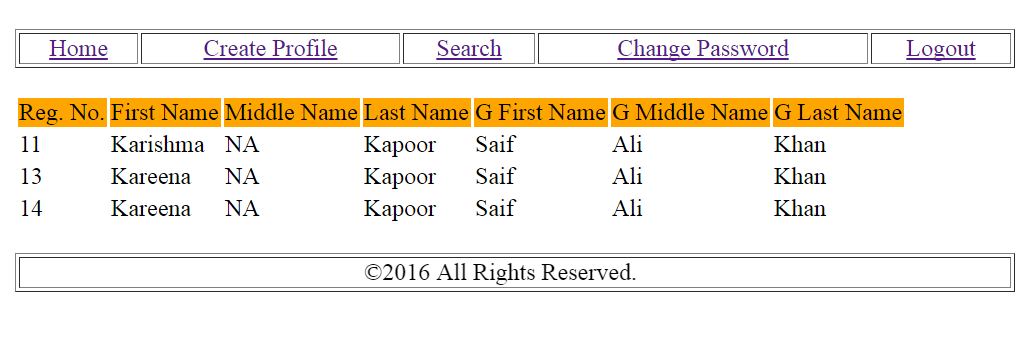 Home Create Profile Search Change Password Logout
Reg. No. First Name Middle Name Last Name G First Name G Middle Name G Last Name
11 Karishma NA Kapoor Saif Ali Khan
13 Kareena NA Kapoor Saif Ali Khan
14 Kareena NA Kapoor Saif Ali Khan
©2016 All Rights Reserved.